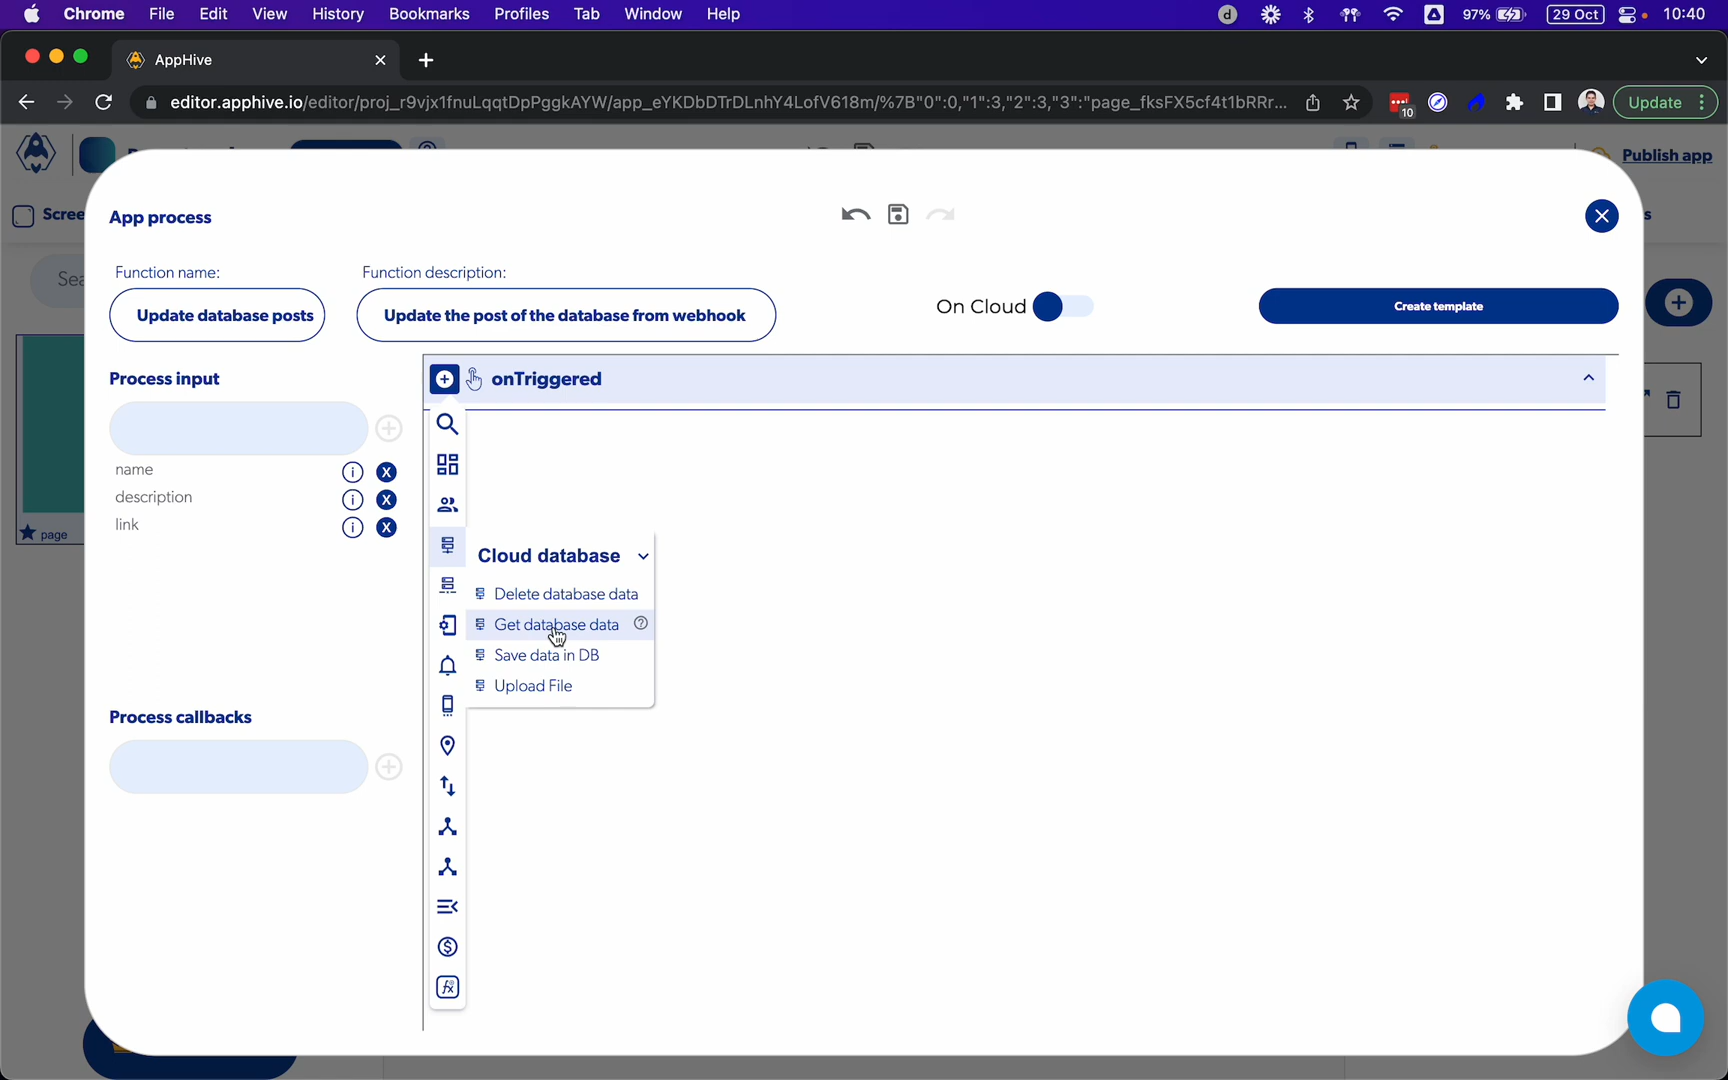 Chrome File Edit View History Bookmarks Profiles Tab Window Help
d 97% 29 Oct 10:40
AppHive
editor.apphive.io/editor/proj_r9vjx1fnuLqqtDpPggkAYW/app_eYKDbDTrDLnhY4LofV618m/%7B"0":0,"1":3,"2":3,"3":"page_fksFX5cf4t1bRRr...
10
Update
Publish app
Scree
App process
s
Function name:
Function description:
Sea
Update database posts
Update the post of the database from webhook
On Cloud
Create template
Process input
onTriggered
name
i X
description
i X
link
i X
page
Cloud database
Delete database data
Get database data
Save data in DB
Upload File
Process callbacks
$
fx